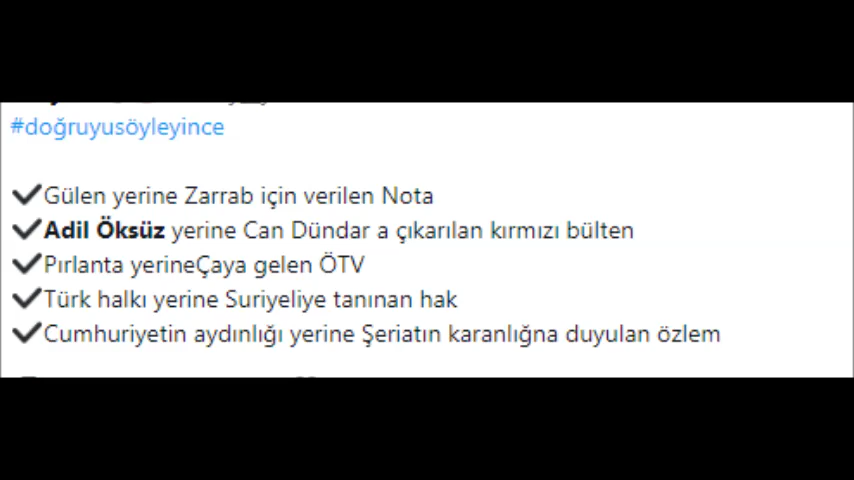 #doğruyusöyleyince
✔Gülen yerine Zarrab için verilen Nota
✔Adil Öksüz yerine Can Dündar a çıkarılan kırmızı bülten
✔Pırlanta yerineÇaya gelen ÖTV
✔Türk halkı yerine Suriyeliye tanınan hak
✔Cumhuriyetin aydınlığı yerine Şeriatın karanlığna duyulan özlem